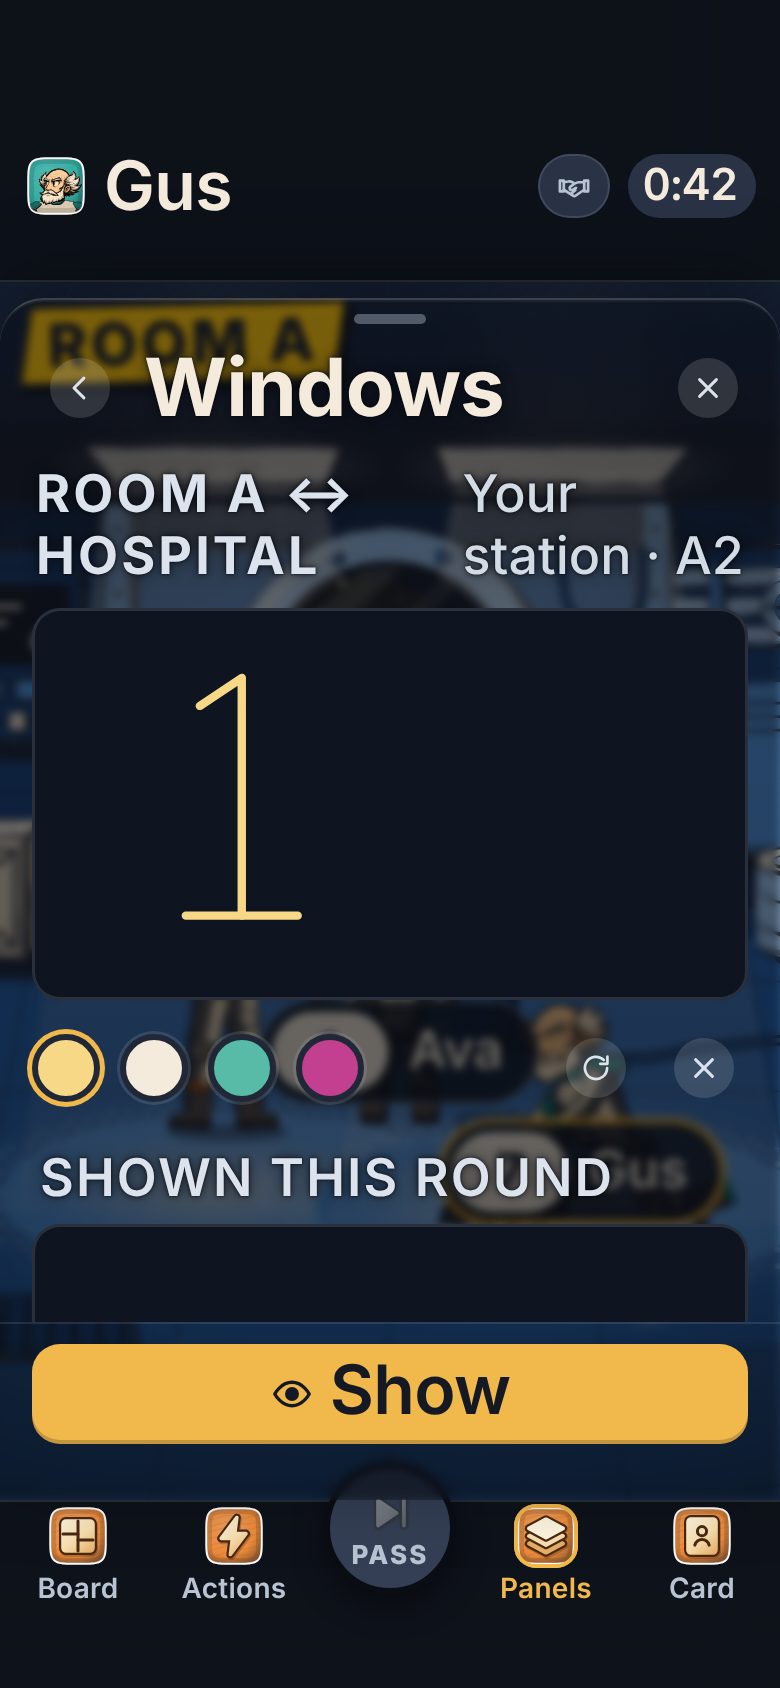 Gus
0:42
ROOM A
Windows
ROOM A ↔ Your
HOSPITAL station · A2
1
Ava
SHOWN THIS ROUND
Gus
Show
PASS
Board Actions Panels Card